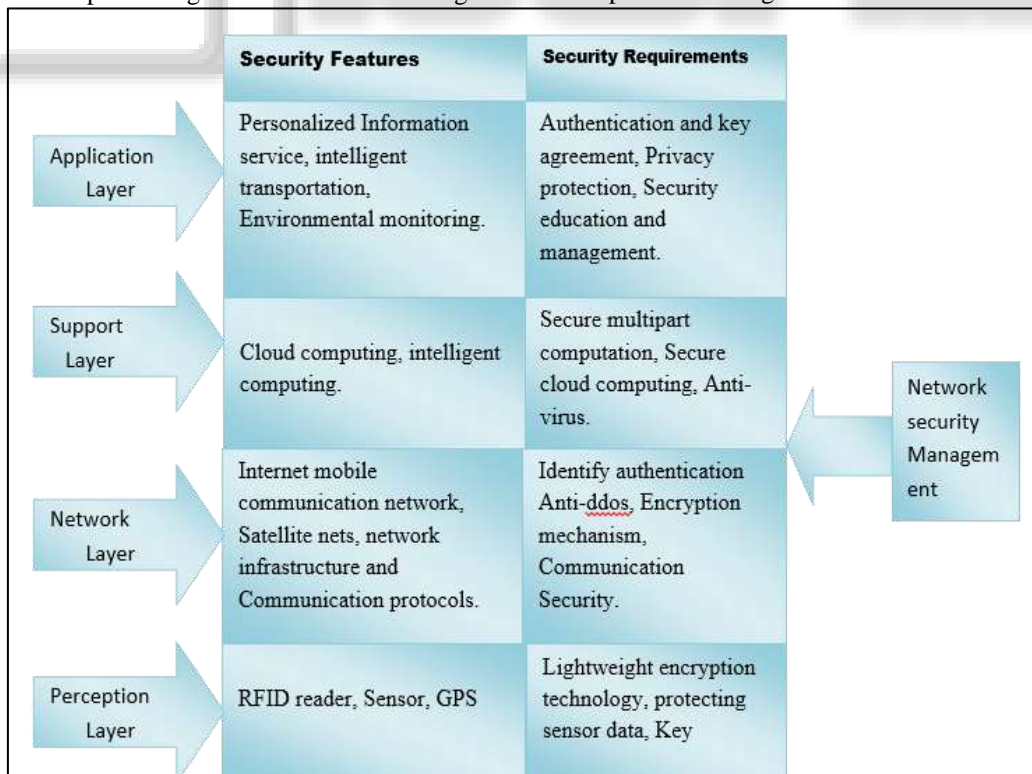 Security Features
Security Requirements
Application
Layer
Personalized Information
service, intelligent
transportation,
Environmental monitoring.
Authentication and key
agreement, Privacy
protection, Security
education and
management.
Support
Layer
Cloud computing, intelligent
computing.
Secure multipart
computation, Secure
cloud computing, Anti-
virus.
Network
security
Managem
ent
Network
Layer
Internet mobile
communication network,
Satellite nets, network
infrastructure and
Communication protocols.
Identify authentication
Anti-ddos, Encryption
mechanism,
Communication
Security.
Perception
Layer
RFID reader, Sensor, GPS
Lightweight encryption
technology, protecting
sensor data, Key